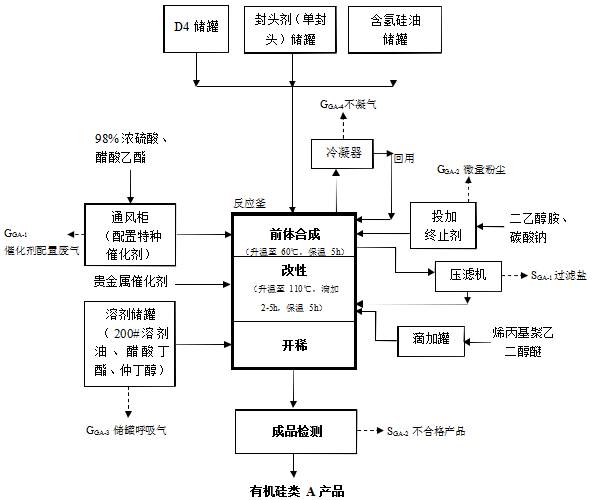 D4 储罐
封头剂（单封
头）储罐
含氢硅油
储罐
G_GA-4不凝气
98%浓硫酸、
醋酸乙酯
冷凝器
回用
G_GA-2 微量粉尘
反应釜
通风柜
（配置特种
催化剂）
G_GA-1
催化剂配置废气
前体合成
（升温至 60℃，保温 5h）
投加
终止剂
二乙醇胺、
碳酸钠
改性
（升温至 110℃，滴加
2-5h，保温 5h）
压滤机
S_GA-1 过滤盐
贵金属催化剂
溶剂储罐
（200#溶剂
油、醋酸丁
酯、仲丁醇）
开稀
滴加罐
烯丙基聚乙
二醇醚
G_GA-3 储罐呼吸气
成品检测
S_GA-2 不合格产品
有机硅类 A 产品